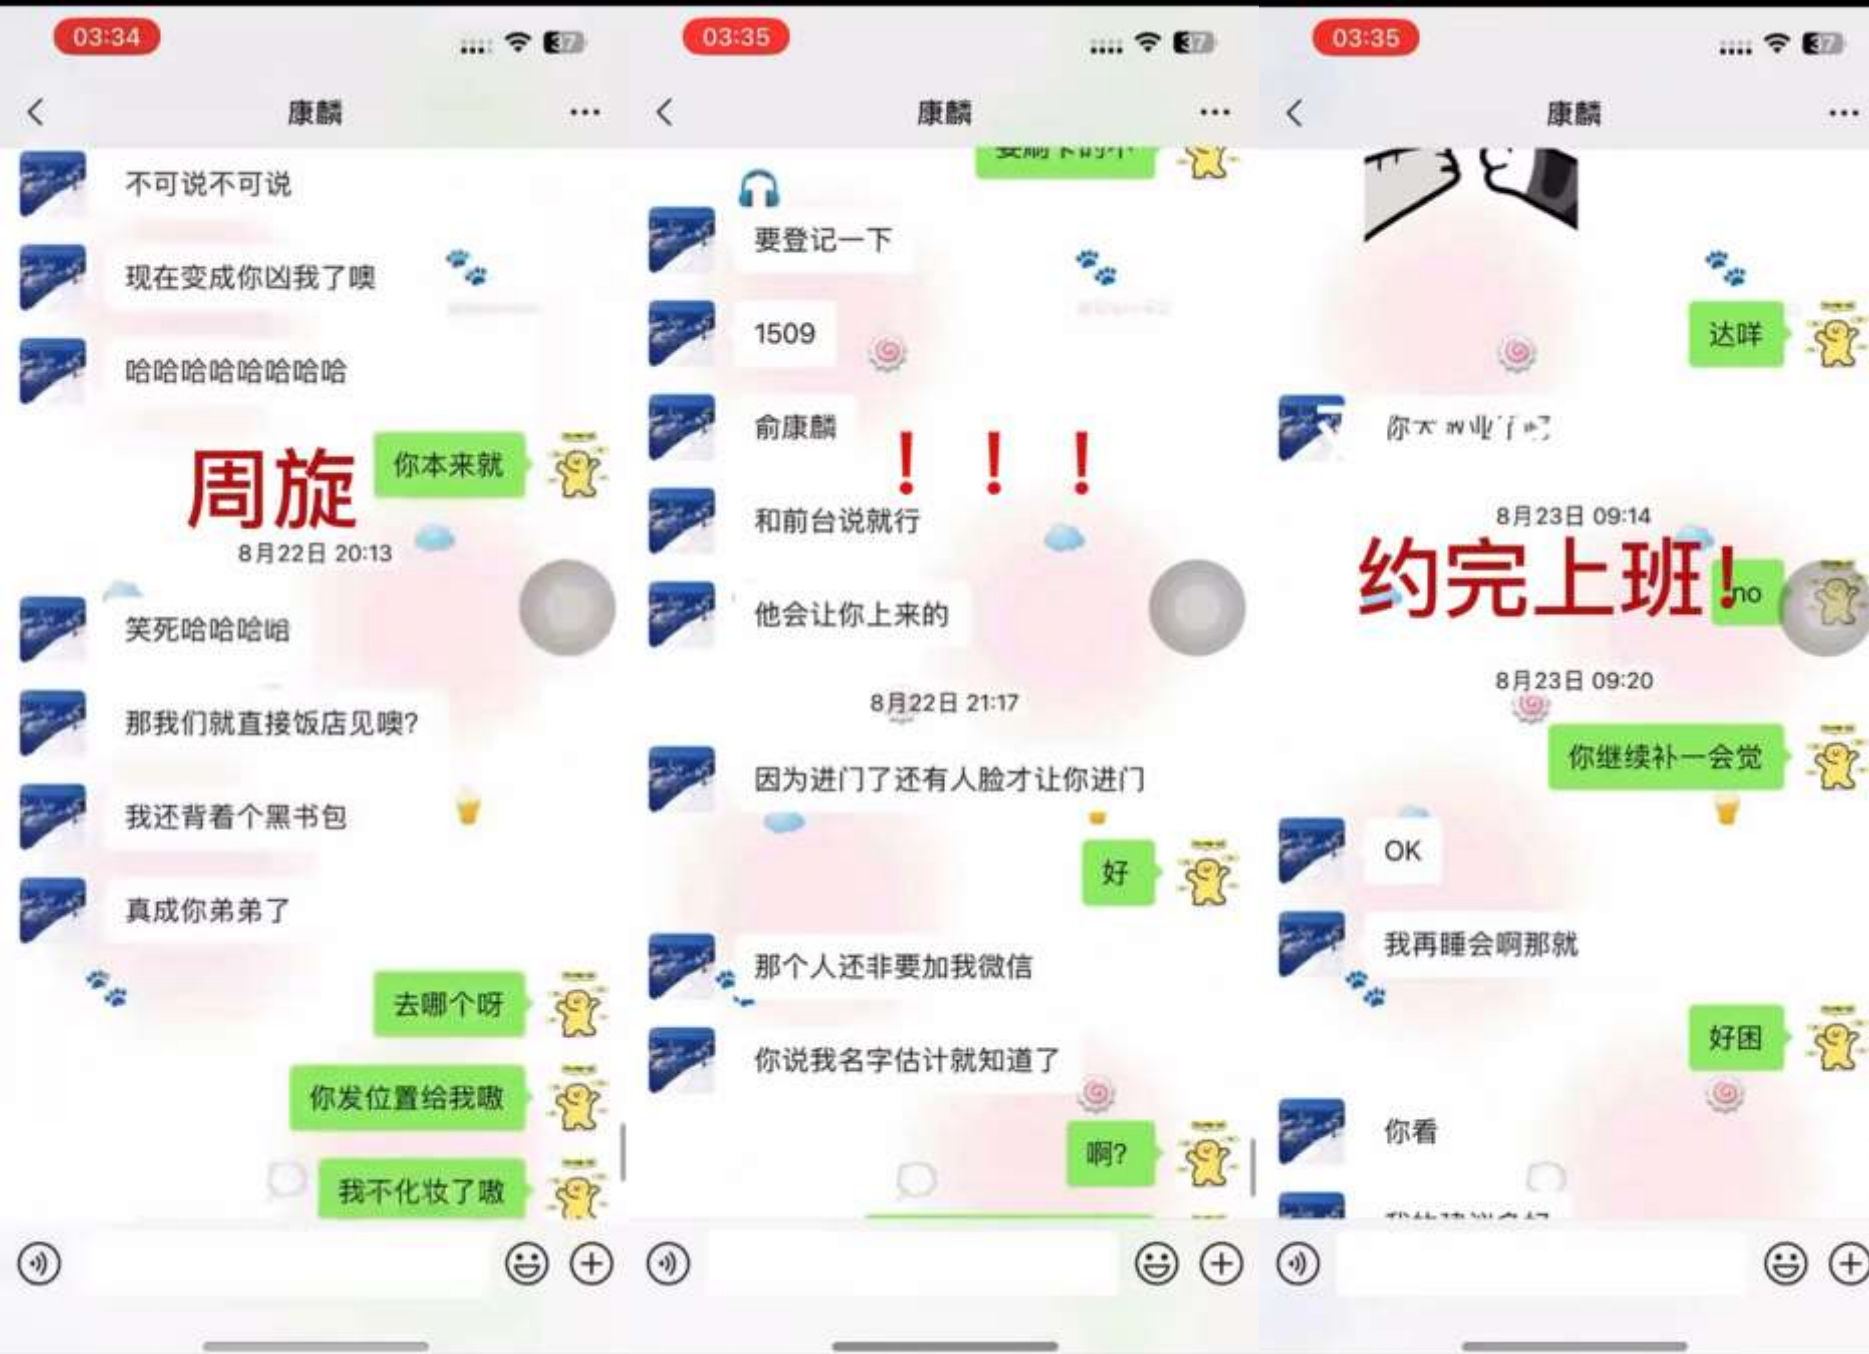 03:34
37
康麟
不可说不可说
现在变成你凶我了噢
哈哈哈哈哈哈哈哈
你本来就
周旋
8月22日 20:13
笑死哈哈哈哈
那我们就直接饭店见噢?
我还背着个黑书包
真成你弟弟了
去哪个呀
你发位置给我嗷
我不化妆了嗷
03:35
37
康麟
要登记一下
1509
俞康麟
！！！
和前台说就行
他会让你上来的
8月22日 21:17
因为进门了还有人脸才让你进门
好
那个人还非要加我微信
你说我名字估计就知道了
啊?
03:35
37
康麟
达咩
8月23日 09:14
约完上班！
no
8月23日 09:20
你继续补一会觉
OK
我再睡会啊那就
好困
你看